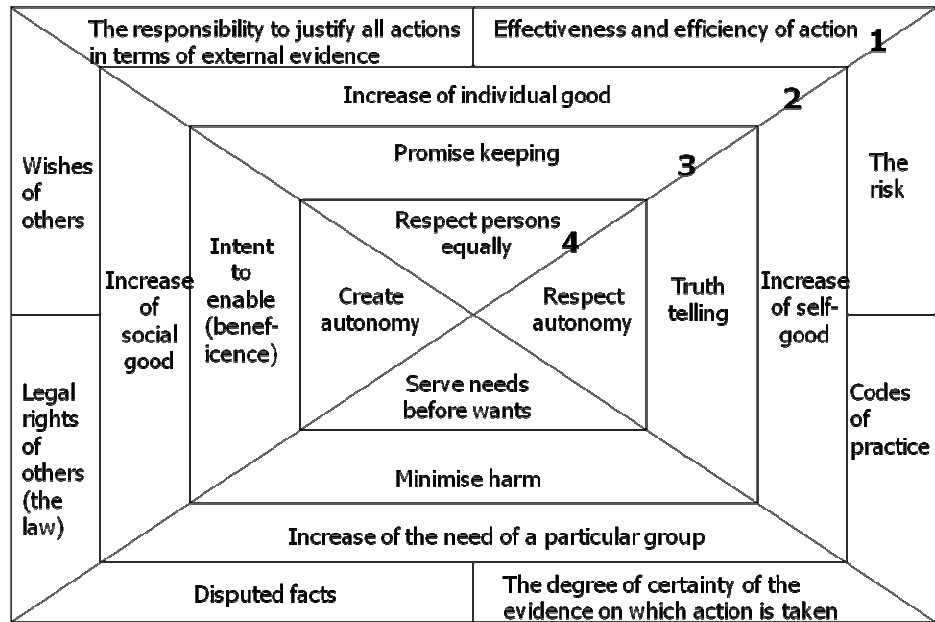 The responsibility to justify all actions
in terms of external evidence
Effectiveness and efficiency of action
1
Increase of individual good
2
Promise keeping
3
Wishes
of
others
The
risk
Respect persons
equally
4
Intent
to
enable
(benef-
icence)
Increase
of
social
good
Create
autonomy
Respect
autonomy
Truth
telling
Increase
of self-
good
Serve needs
before wants
Legal
rights
of
others
(the
law)
Codes
of
practice
Minimise harm
Increase of the need of a particular group
Disputed facts
The degree of certainty of the
evidence on which action is taken